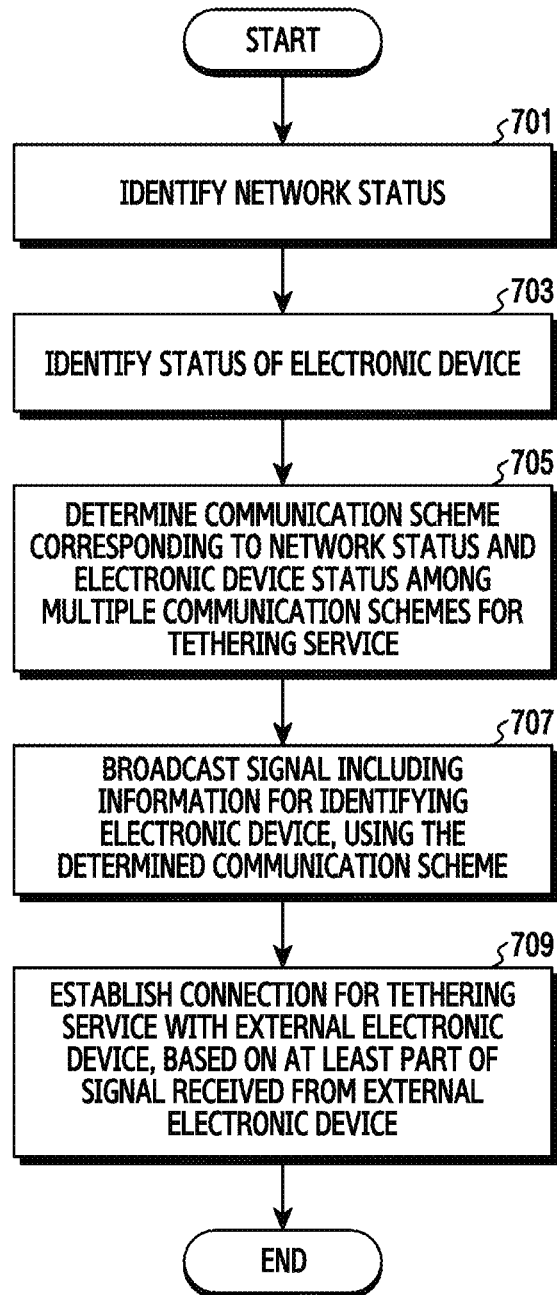 START
701
IDENTIFY NETWORK STATUS
703
IDENTIFY STATUS OF ELECTRONIC DEVICE
705
DETERMINE COMMUNICATION SCHEME
CORRESPONDING TO NETWORK STATUS AND
ELECTRONIC DEVICE STATUS AMONG
MULTIPLE COMMUNICATION SCHEMES FOR
TETHERING SERVICE
707
BROADCAST SIGNAL INCLUDING
INFORMATION FOR IDENTIFYING
ELECTRONIC DEVICE, USING THE
DETERMINED COMMUNICATION SCHEME
709
ESTABLISH CONNECTION FOR TETHERING
SERVICE WITH EXTERNAL ELECTRONIC
DEVICE, BASED ON AT LEAST PART OF
SIGNAL RECEIVED FROM EXTERNAL
ELECTRONIC DEVICE
END